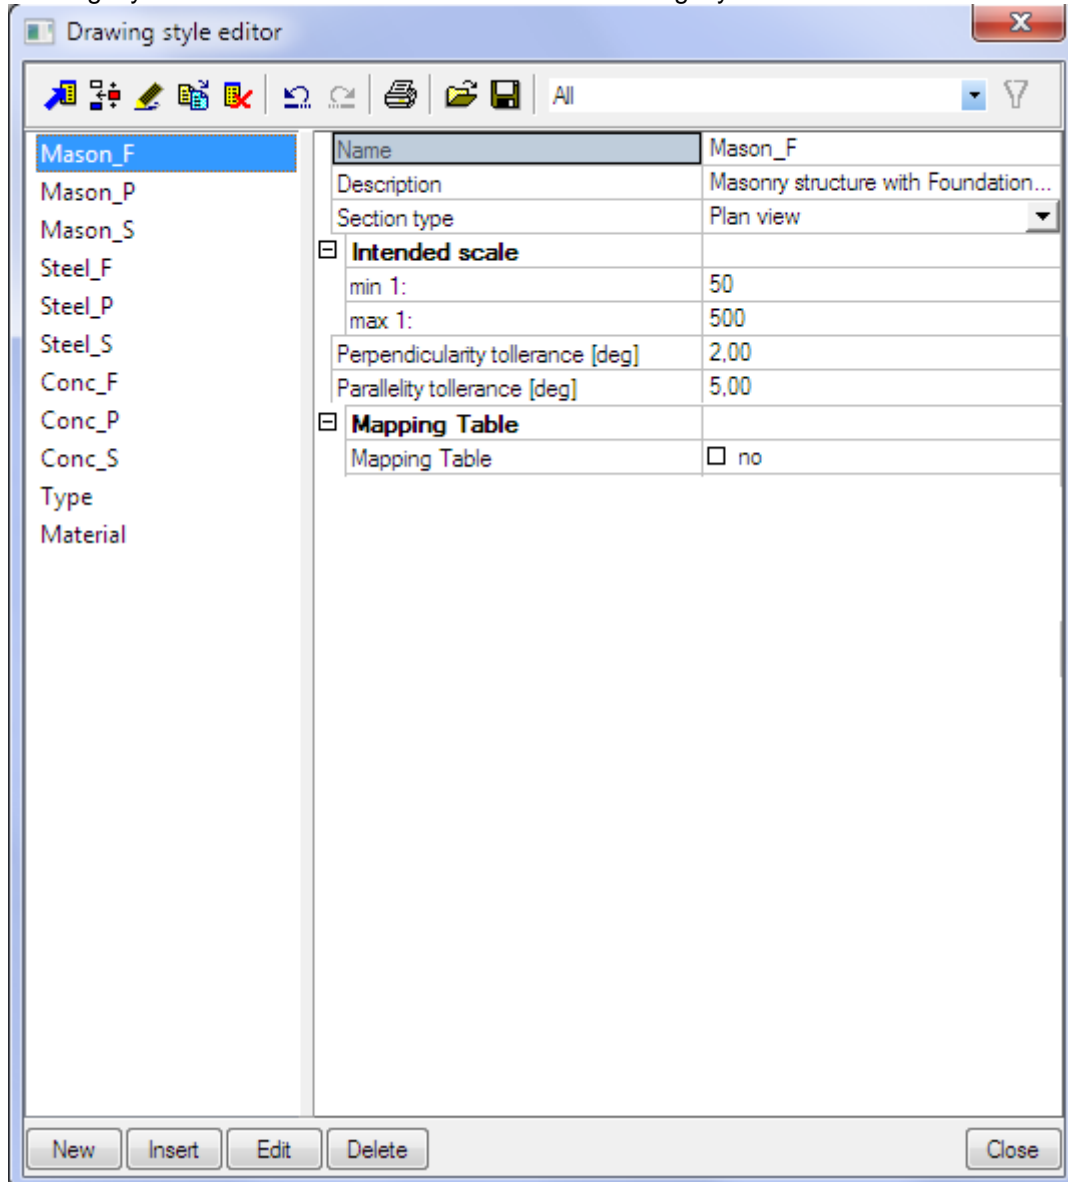 Drawing style editor
All
Mason_F
Mason_P
Mason_S
Steel_F
Steel_P
Steel_S
Conc_F
Conc_P
Conc_S
Type
Material
Name Mason_F
Description Masonry structure with Foundation...
Section type Plan view
Intended scale
min 1: 50
max 1: 500
Perpendicularity tollerance [deg] 2,00
Parallelity tollerance [deg] 5,00
Mapping Table
Mapping Table no
New Insert Edit Delete Close